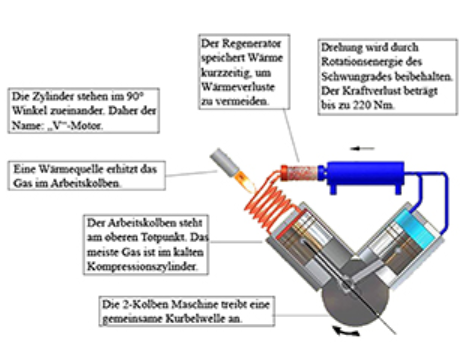 Der Regenerator
speichert Wärme
kurzzeitig, um
Wärmeverluste
zu vermeiden.
Drehung wird durch
Rotationsenergie des
Schwungrades beibehalten.
Der Kraftverlust beträgt
bis zu 220 Nm.
Die Zylinder stehen im 90°
Winkel zueinander. Daher der
Name: „V"-Motor.
Eine Wärmequelle erhitzt das
Gas im Arbeitskolben.
Der Arbeitskolben steht
am oberen Totpunkt. Das
meiste Gas ist im kalten
Kompressionszylinder.
Die 2-Kolben Maschine treibt eine
gemeinsame Kurbelwelle an.